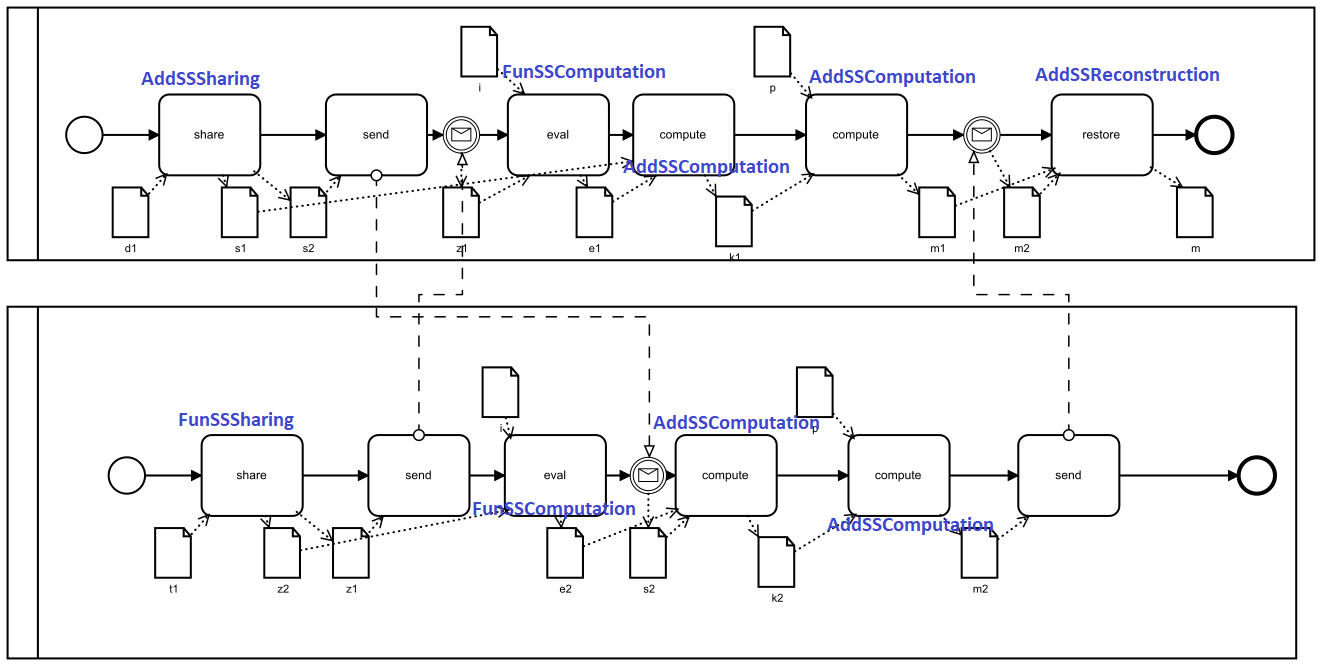 i
p
AddSSSharing
FunSSComputation
AddSSComputation
AddSSReconstruction
share
send
eval
compute
compute
restore
AddSSComputation
d1
s1
s2
z1
e1
k1
m1
m2
m
i
p
FunSSSharing
AddSSComputation
share
send
eval
compute
compute
send
FunSSComputation
AddSSComputation
t1
z2
z1
e2
s2
k2
m2